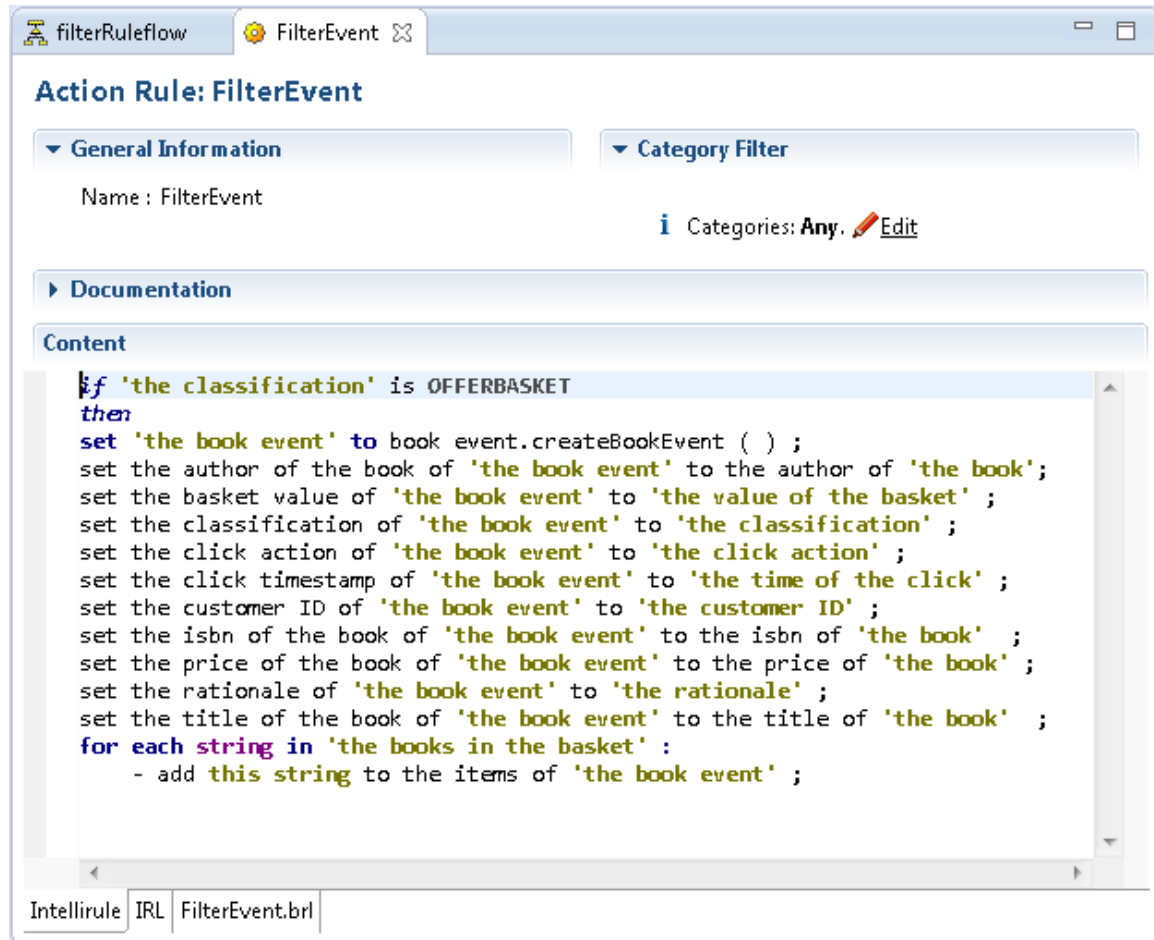 filterRuleflow
FilterEvent
Action Rule: FilterEvent
General Information
Category Filter
Name : FilterEvent
i Categories: Any. Edit
Documentation
Content
if 'the classification' is OFFERBASKET
then
set 'the book event' to book event.createBookEvent ( ) ;
set the author of the book of 'the book event' to the author of 'the book';
set the basket value of 'the book event' to 'the value of the basket' ;
set the classification of 'the book event' to 'the classification' ;
set the click action of 'the book event' to 'the click action' ;
set the click timestamp of 'the book event' to 'the time of the click' ;
set the customer ID of 'the book event' to 'the customer ID' ;
set the isbn of the book of 'the book event' to the isbn of 'the book'  ;
set the price of the book of 'the book event' to the price of 'the book' ;
set the rationale of 'the book event' to 'the rationale' ;
set the title of the book of 'the book event' to the title of 'the book'  ;
for each string in 'the books in the basket' :
    - add this string to the items of 'the book event' ;
Intellirule IRL FilterEvent.brl